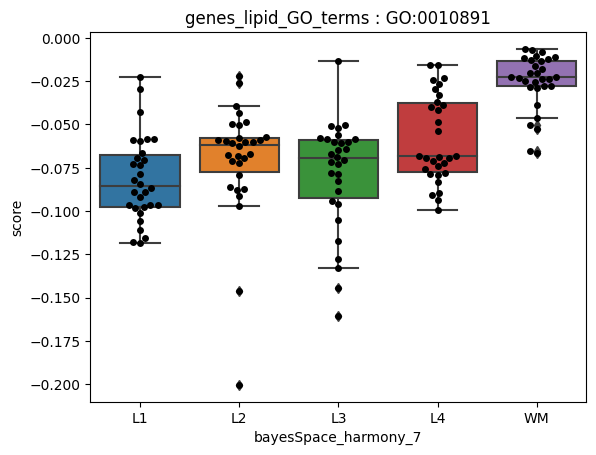 genes_lipid_GO_terms : GO:0010891
0.000
−0.025
−0.050
−0.075
−0.100
−0.125
−0.150
−0.175
−0.200
score
L1
L2
L3
L4
WM
bayesSpace_harmony_7